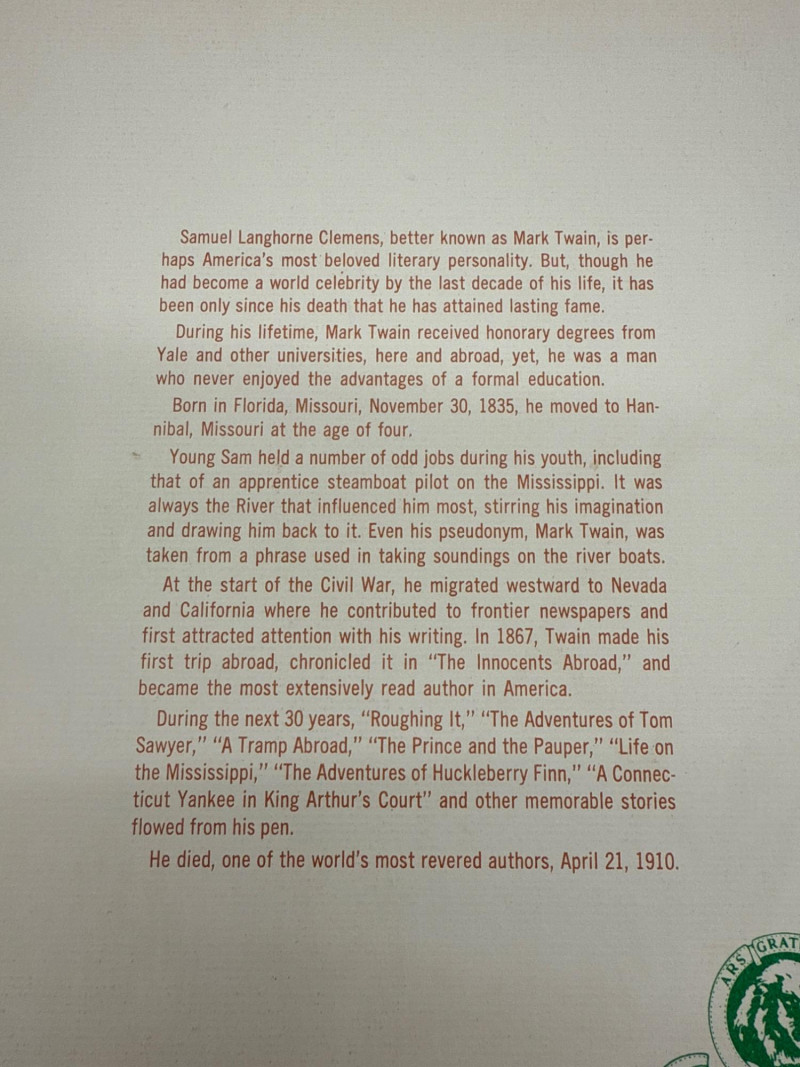 Samuel Langhorne Clemens, better known as Mark Twain, is per-
haps America's most beloved literary personality. But, though he
had become a world celebrity by the last decade of his life, it has
been only since his death that he has attained lasting fame.
During his lifetime, Mark Twain received honorary degrees from
Yale and other universities, here and abroad, yet, he was a man
who never enjoyed the advantages of a formal education.
Born in Florida, Missouri, November 30, 1835, he moved to Han-
nibal, Missouri at the age of four.
Young Sam held a number of odd jobs during his youth, including
that of an apprentice steamboat pilot on the Mississippi. It was
always the River that influenced him most, stirring his imagination
and drawing him back to it. Even his pseudonym, Mark Twain, was
taken from a phrase used in taking soundings on the river boats.
At the start of the Civil War, he migrated westward to Nevada
and California where he contributed to frontier newspapers and
first attracted attention with his writing. In 1867, Twain made his
first trip abroad, chronicled it in "The Innocents Abroad," and
became the most extensively read author in America.
During the next 30 years, "Roughing It," "The Adventures of Tom
Sawyer," "A Tramp Abroad," "The Prince and the Pauper," "Life on
the Mississippi," "The Adventures of Huckleberry Finn," "A Connec-
ticut Yankee in King Arthur's Court" and other memorable stories
flowed from his pen.
He died, one of the world's most revered authors, April 21, 1910.
ARS GRAT